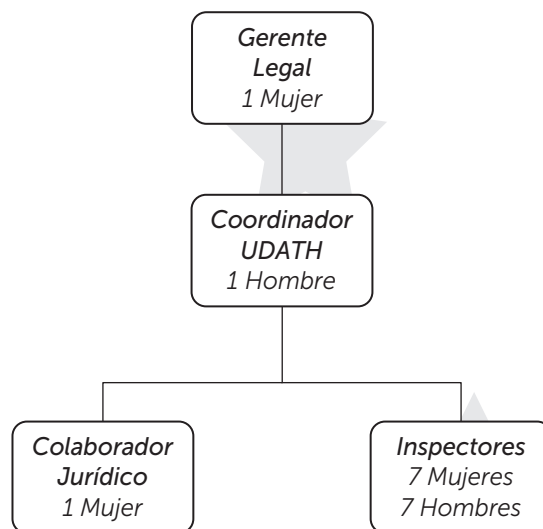 Gerente
Legal
1 Mujer
Coordinador
UDATH
1 Hombre
Colaborador
Jurídico
1 Mujer
Inspectores
7 Mujeres
7 Hombres